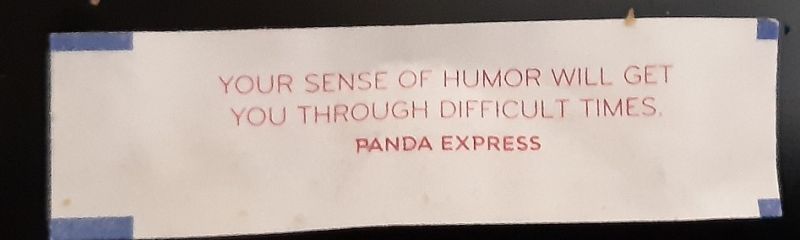 YOUR SENSE OF HUMOR WILL GET
YOU THROUGH DIFFICULT TIMES.
PANDA EXPRESS